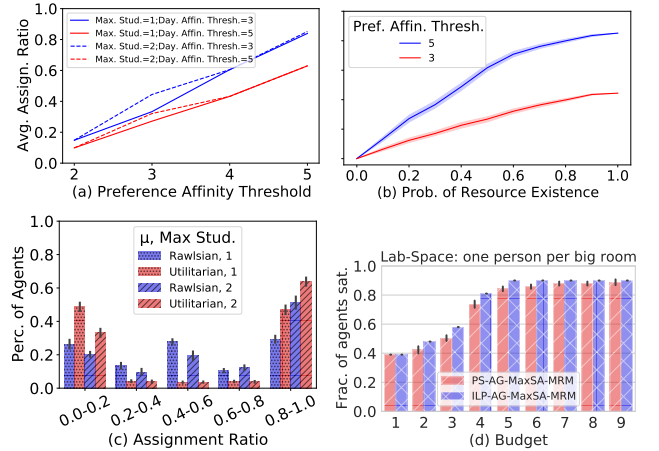 1.0
0.8
0.6
0.4
0.2
0.0
Avg. Assign. Ratio
Max. Stud.=1;Day. Affin. Thresh.=3
Max. Stud.=1;Day. Affin. Thresh.=5
Max. Stud.=2;Day. Affin. Thresh.=3
Max. Stud.=2;Day. Affin. Thresh.=5
2 3 4 5
(a) Preference Affinity Threshold
Pref. Affin. Thresh.
5
3
0.0 0.2 0.4 0.6 0.8 1.0
(b) Prob. of Resource Existence
1.0
0.8
0.6
0.4
0.2
0.0
Perc. of Agents
μ, Max Stud.
Rawlsian, 1
Utilitarian, 1
Rawlsian, 2
Utilitarian, 2
0.0-0.2 0.2-0.4 0.4-0.6 0.6-0.8 0.8-1.0
(c) Assignment Ratio
Lab-Space: one person per big room
1.0
0.8
0.6
0.4
0.2
0.0
Frac. of agents sat.
PS-AG-MaxSA-MRM
ILP-AG-MaxSA-MRM
1 2 3 4 5 6 7 8 9
(d) Budget